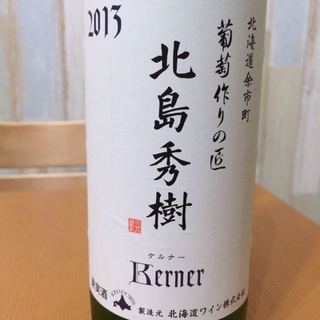 2013
北海道余市町
葡萄作りの匠
北島秀樹
ケルナー
Kerner
果実酒
製造元 北海道ワイン株式会社